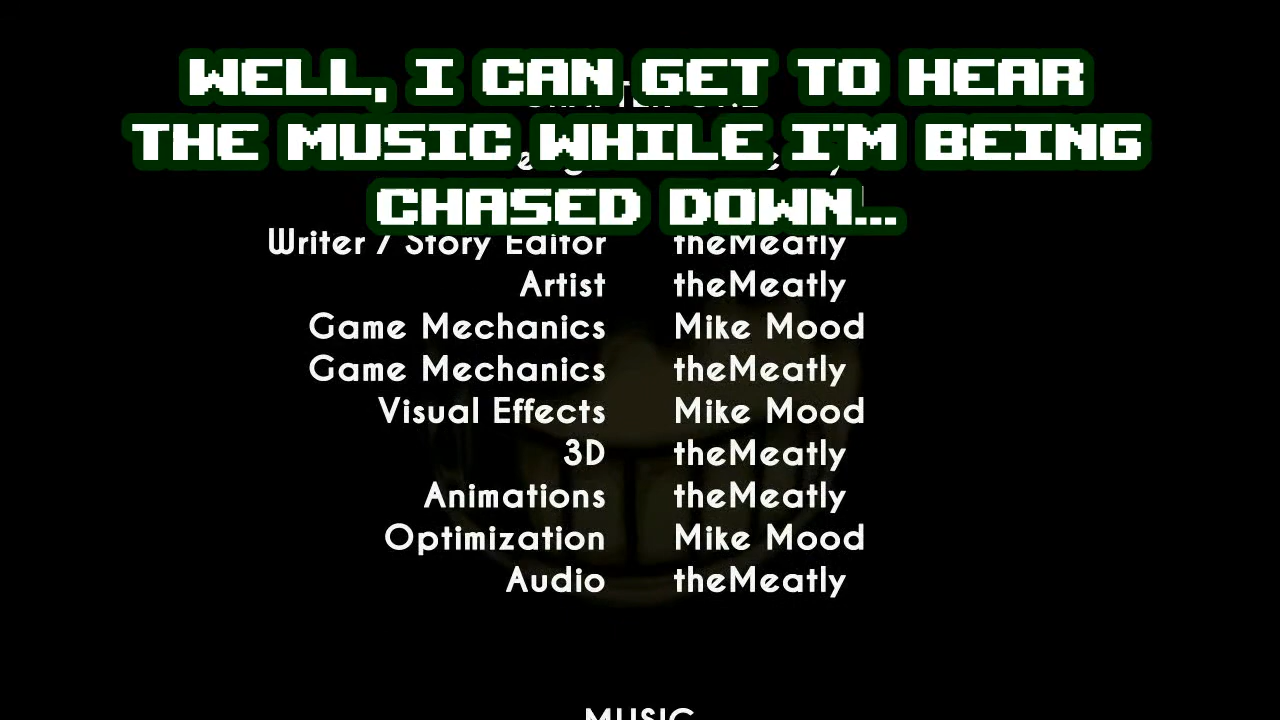 WELL, I CAN GET TO HEAR
THE MUSIC WHILE I'M BEING
CHASED DOWN...
Writer / Story Editor theMeatly
Artist theMeatly
Game Mechanics Mike Mood
Game Mechanics theMeatly
Visual Effects Mike Mood
3D theMeatly
Animations theMeatly
Optimization Mike Mood
Audio theMeatly
MUSIC